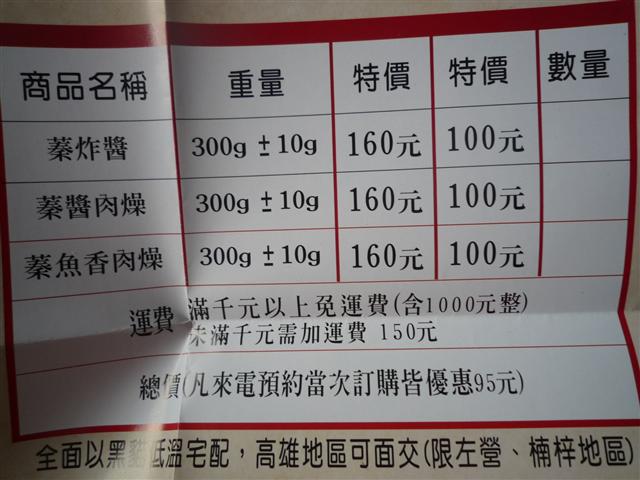 商品名稱 重量 特價 特價 數量
蓁炸醬 300g ±10g 160元 100元
蓁醬肉燥 300g ±10g 160元 100元
蓁魚香肉燥 300g ±10g 160元 100元
運費 滿千元以上免運費(含1000元整)
未滿千元需加運費 150元
總價(凡來電預約當次訂購皆優惠95元)
全面以黑貓低溫宅配，高雄地區可面交(限左營、楠梓地區)